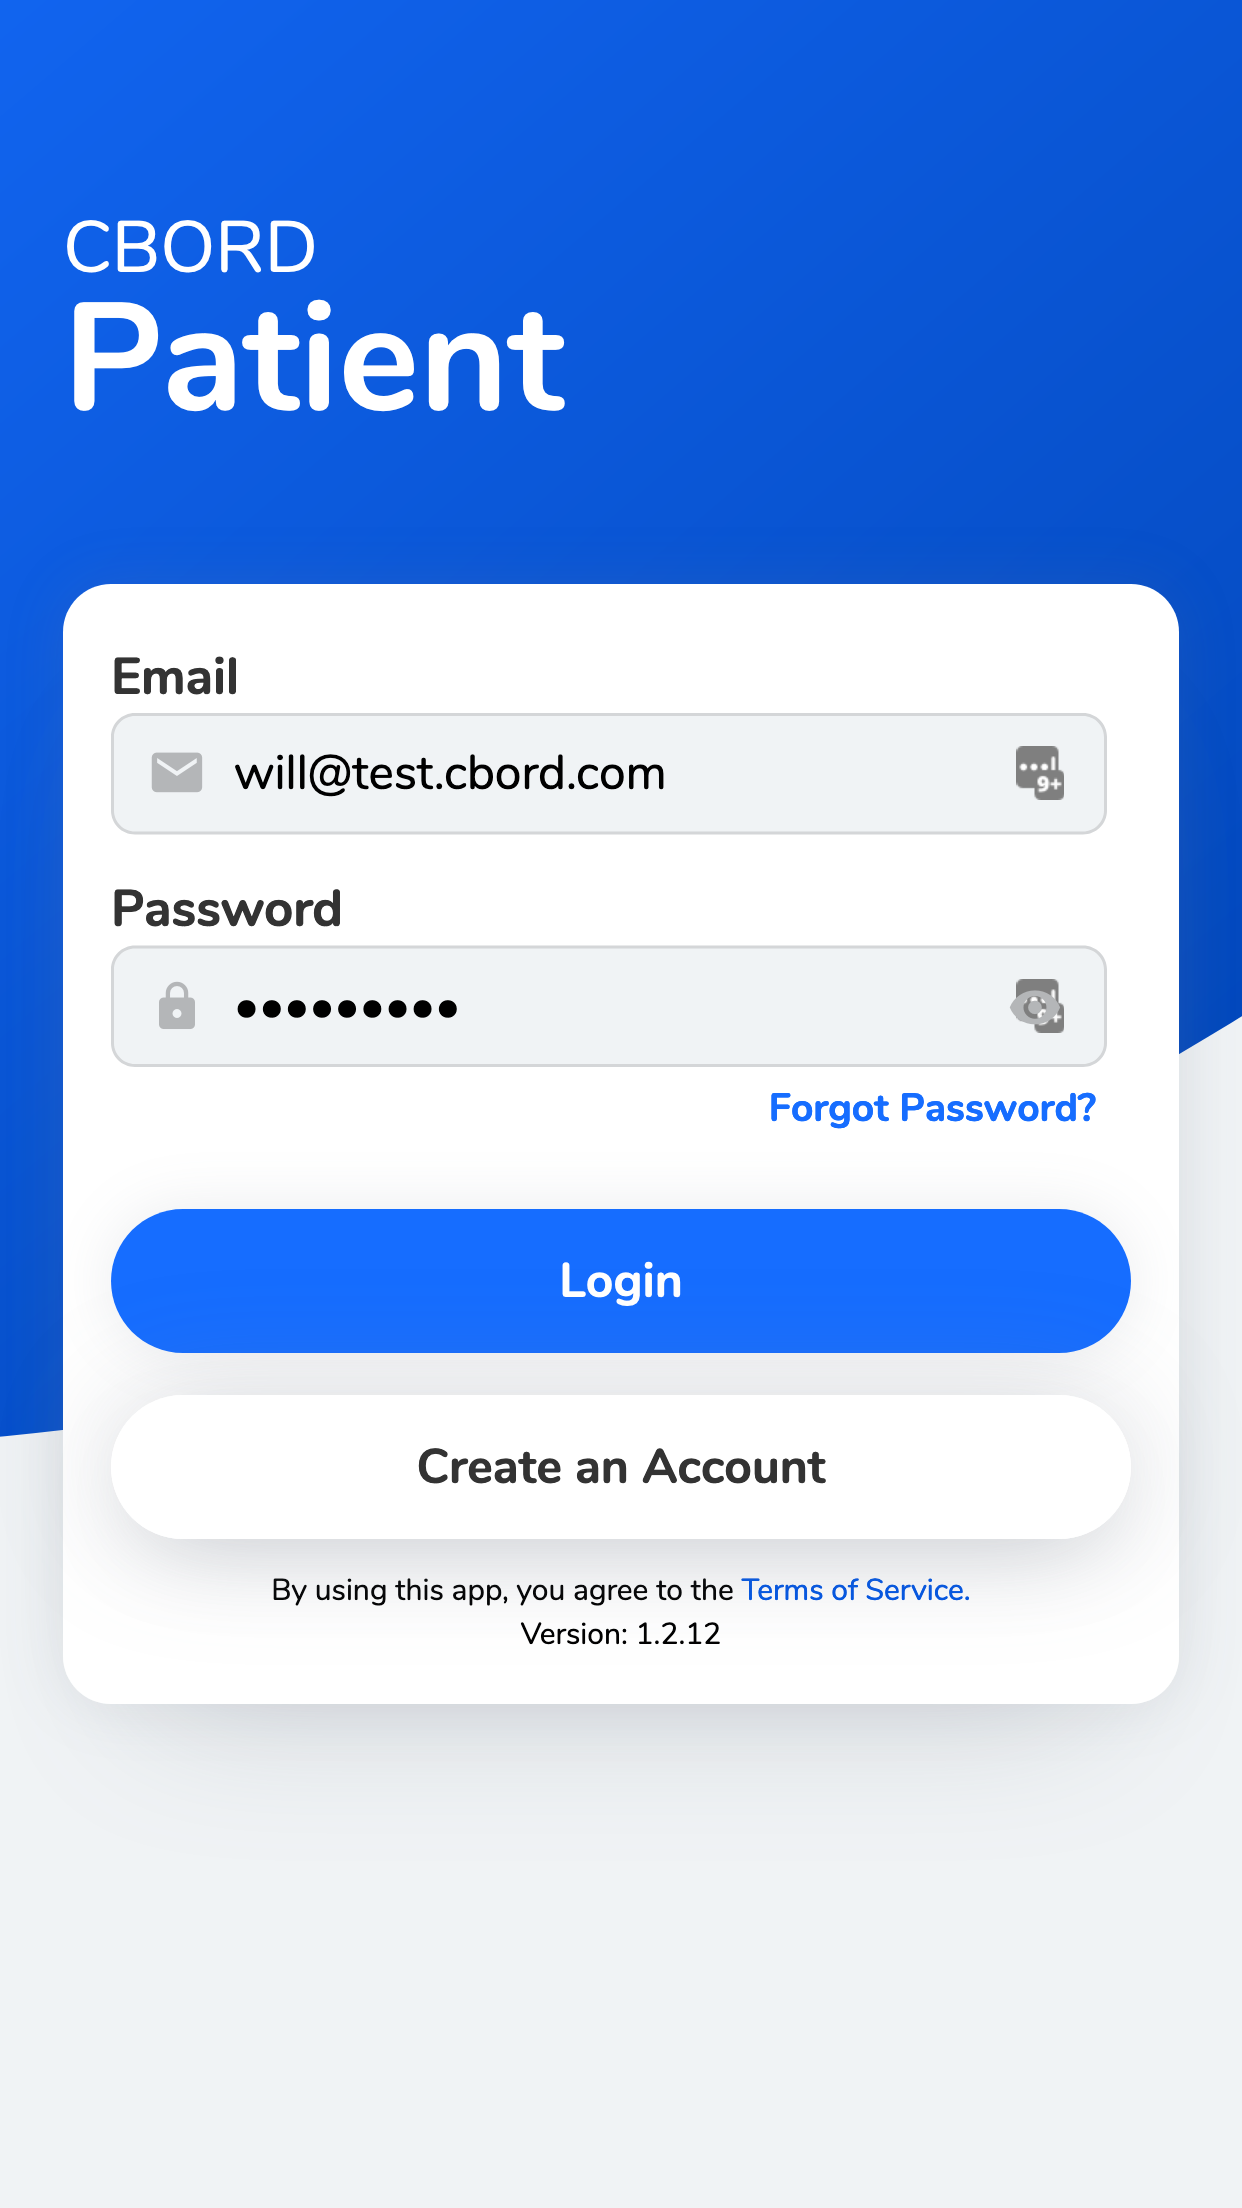 CBORD
Patient
Email
will@test.cbord.com
9+
Password
•••••••••
Forgot Password?
Login
Create an Account
By using this app, you agree to the Terms of Service.
Version: 1.2.12